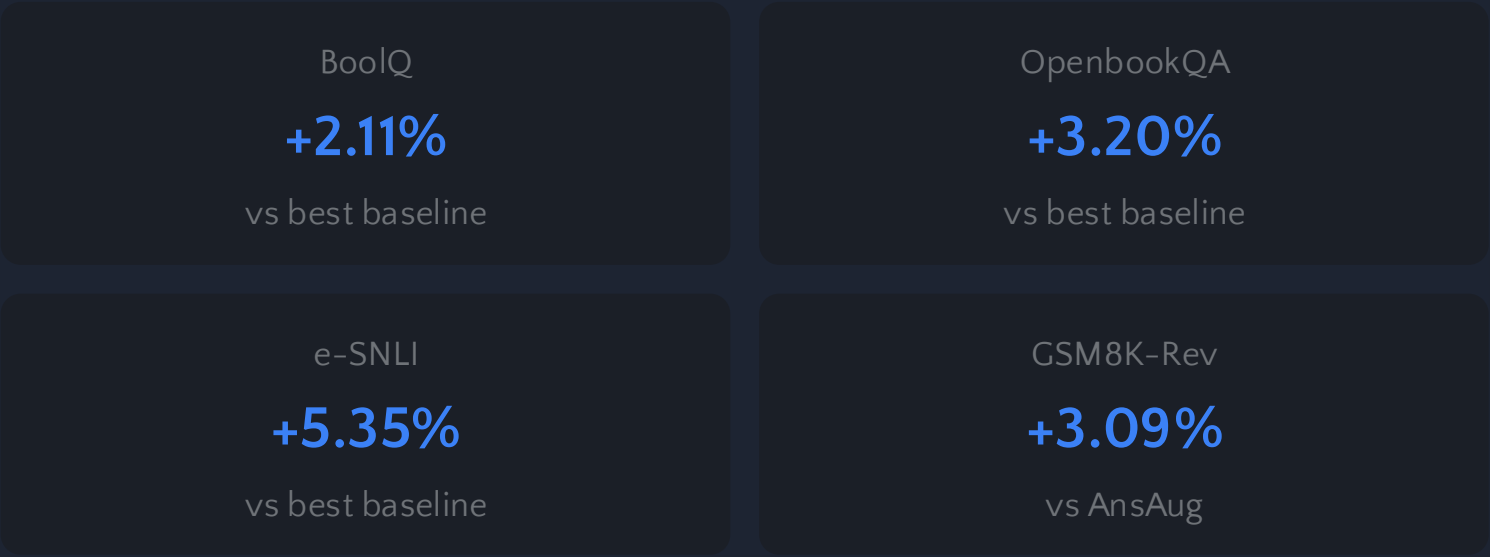 BoolQ
+2.11%
vs best baseline
OpenbookQA
+3.20%
vs best baseline
e-SNLI
+5.35%
vs best baseline
GSM8K-Rev
+3.09%
vs AnsAug